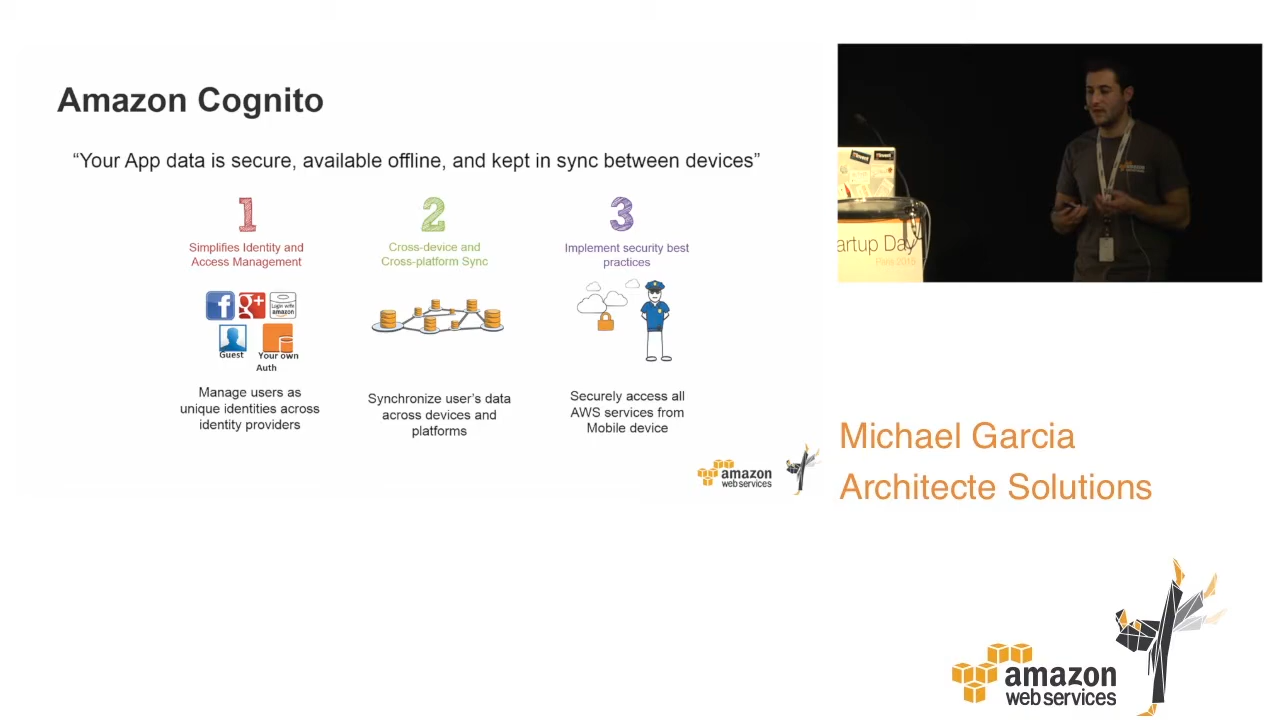 Amazon Cognito
“Your App data is secure, available offline, and kept in sync between devices”
1
Simplifies Identity and
Access Management
Login with
amazon
Guest
Your own
Auth
Manage users as
unique identities across
identity providers
2
Cross-device and
Cross-platform Sync
Synchronize user's data
across devices and
platforms
3
Implement security best
practices
Securely access all
AWS services from
Mobile device
amazon
web services
artup Day
Michael Garcia
Architecte Solutions
amazon
web services